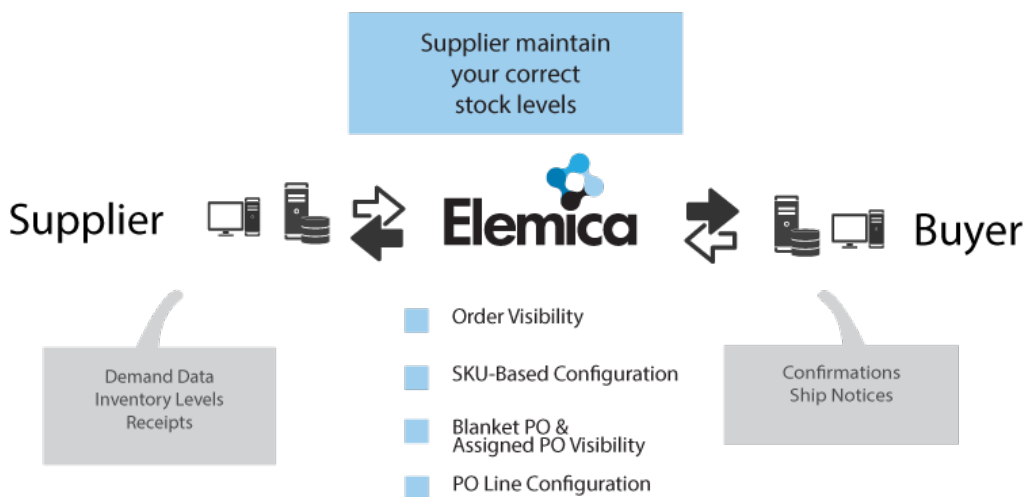 Supplier maintain
your correct
stock levels
Supplier
Elemica
Buyer
Demand Data
Inventory Levels
Receipts
Order Visibility
SKU-Based Configuration
Blanket PO &
Assigned PO Visibility
PO Line Configuration
Confirmations
Ship Notices